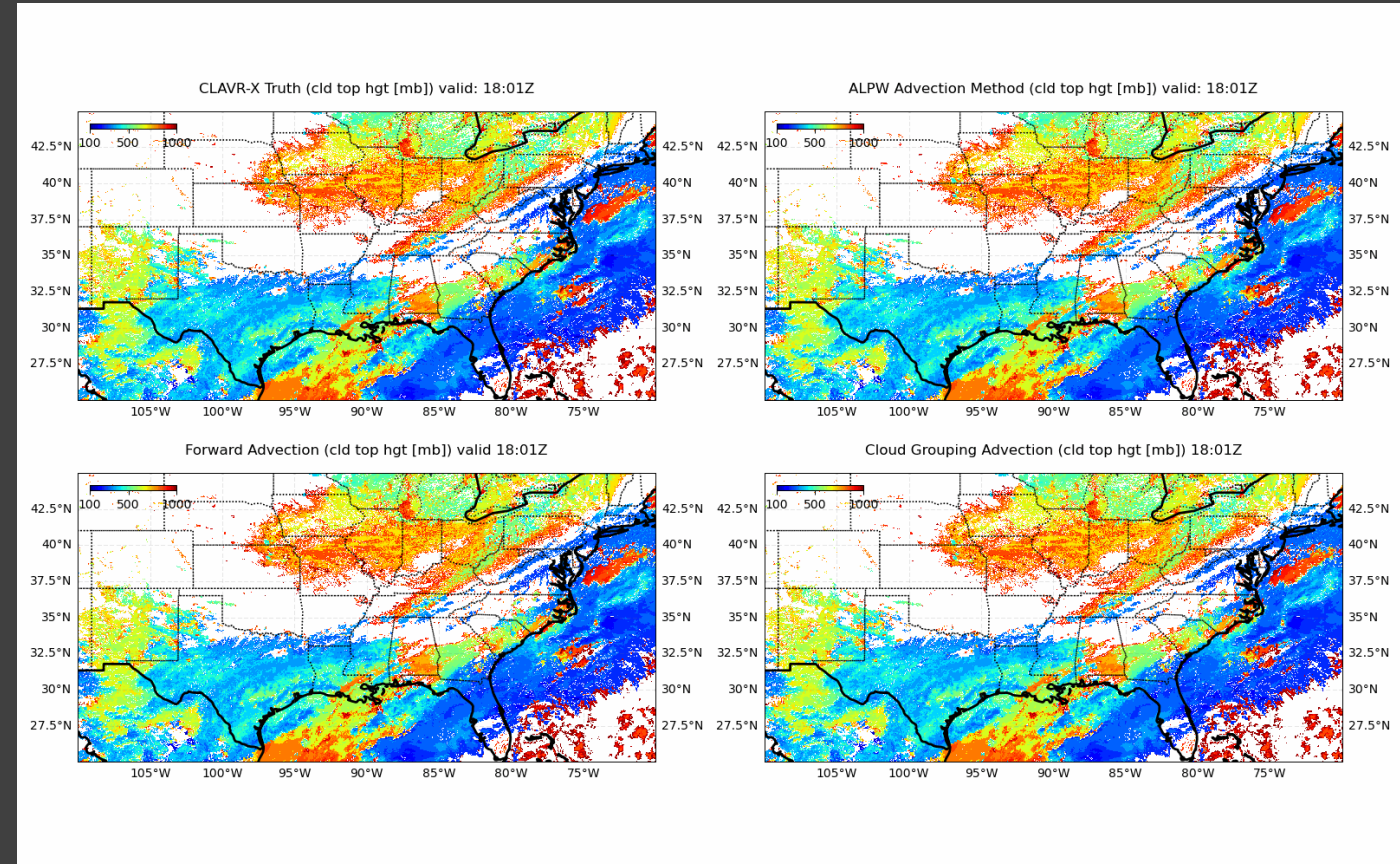 CLAVR-X Truth (cld top hgt [mb]) valid: 18:01Z
ALPW Advection Method (cld top hgt [mb]) valid: 18:01Z
100 500 1000
100 500 1000
42.5°N 42.5°N 42.5°N
40°N 40°N 40°N
37.5°N 37.5°N 37.5°N
35°N 35°N 35°N
32.5°N 32.5°N 32.5°N
30°N 30°N 30°N
27.5°N 27.5°N 27.5°N
105°W 100°W 95°W 90°W 85°W 80°W 75°W
105°W 100°W 95°W 90°W 85°W 80°W 75°W
Forward Advection (cld top hgt [mb]) valid 18:01Z
Cloud Grouping Advection (cld top hgt [mb]) 18:01Z
100 500 1000
100 500 1000
42.5°N 42.5°N 42.5°N
40°N 40°N 40°N
37.5°N 37.5°N 37.5°N
35°N 35°N 35°N
32.5°N 32.5°N 32.5°N
30°N 30°N 30°N
27.5°N 27.5°N 27.5°N
105°W 100°W 95°W 90°W 85°W 80°W 75°W
105°W 100°W 95°W 90°W 85°W 80°W 75°W